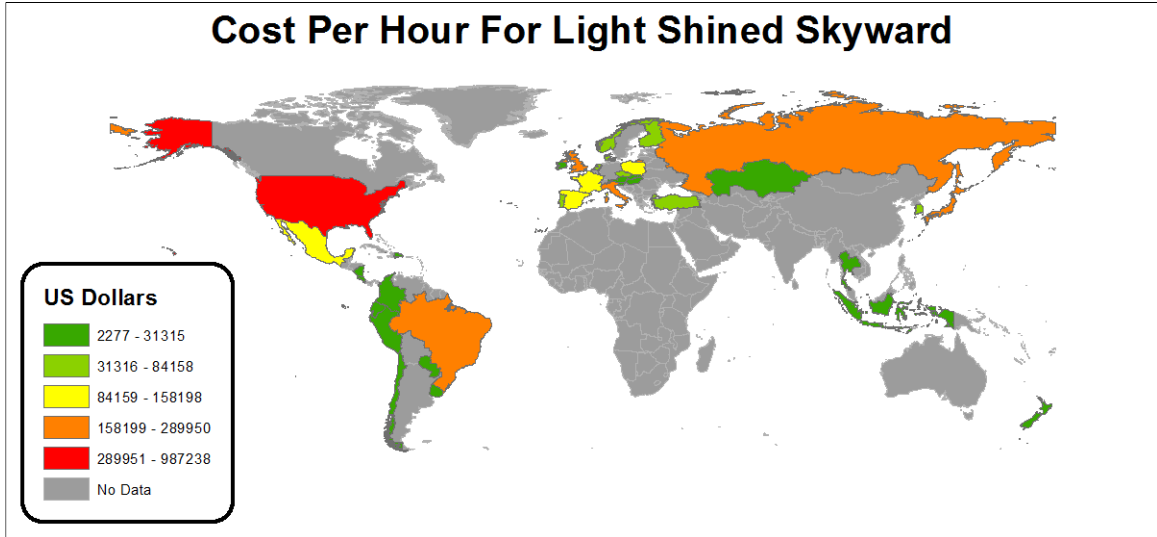 Cost Per Hour For Light Shined Skyward
US Dollars
2277 - 31315
31316 - 84158
84159 - 158198
158199 - 289950
289951 - 987238
No Data